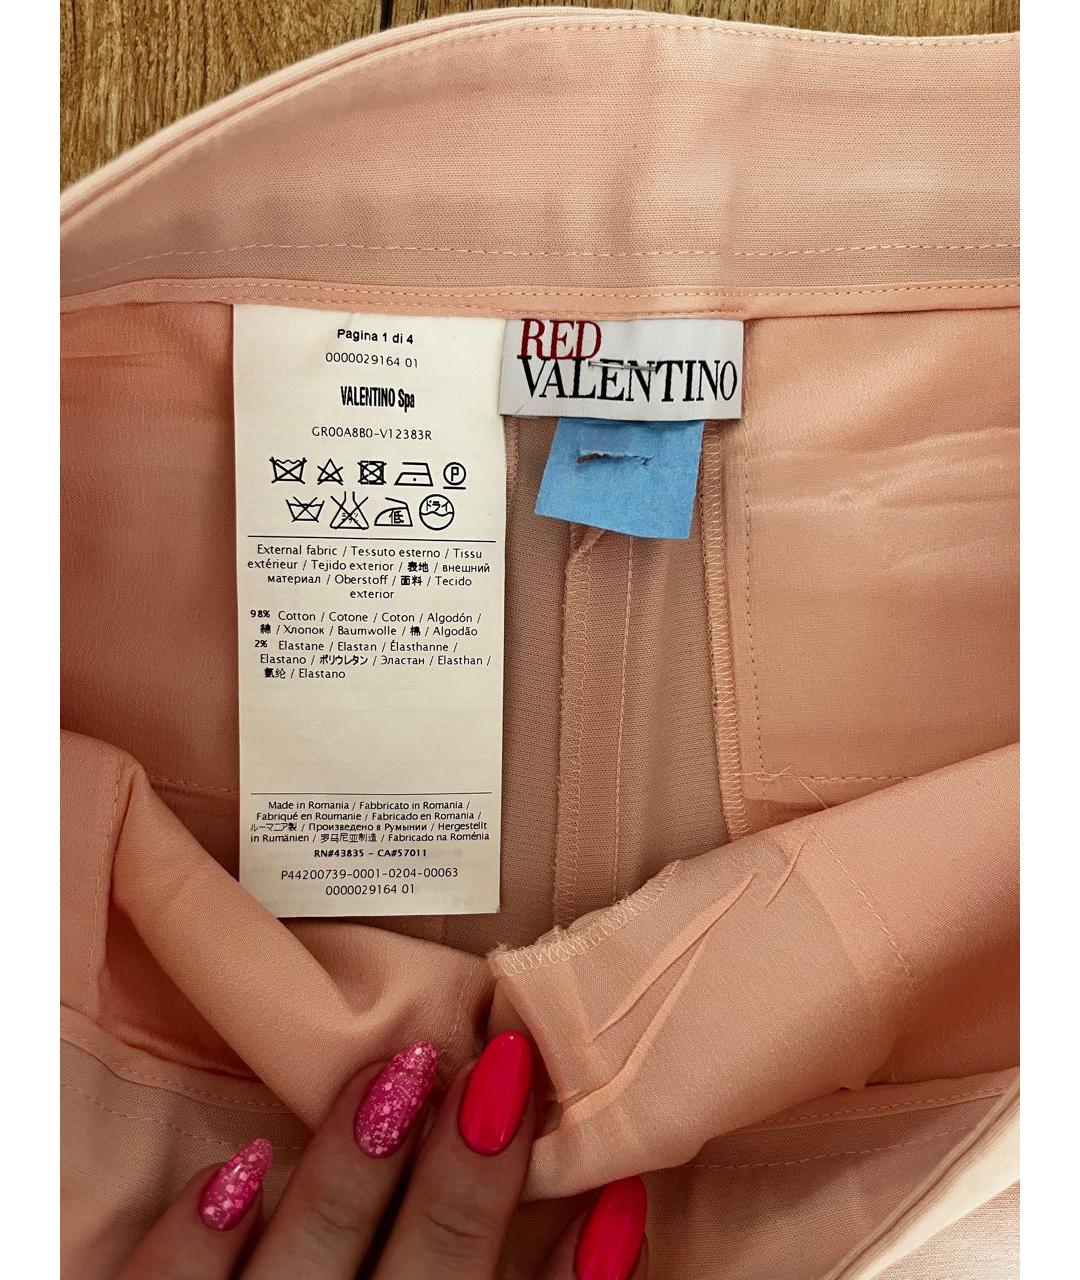 Pagina 1 di 4
0000029164 01
VALENTINO Spa
GR00A8B0-V12383R
P
低 ドライ
External fabric / Tessuto esterno / Tissu
extérieur / Tejido exterior / 表地 / внешний
материал / Oberstoff / 面料 / Tecido
exterior
98% Cotton / Cotone / Coton / Algodón /
綿 / Хлопок / Baumwolle / 棉 / Algodão
2% Elastane / Elastan / Élasthanne /
Elastano / ポリウレタン / Эластан / Elasthan /
氨纶 / Elastano
Made in Romania / Fabbricato in Romania /
Fabriqué en Roumanie / Fabricado en Romania /
ルーマニア製 / Произведено в Румынии / Hergestellt
in Rumänien / 罗马尼亚制造 / Fabricado na Roménia
RN#43835 - CA#57011
P44200739-0001-0204-00063
0000029164 01
RED
VALENTINO